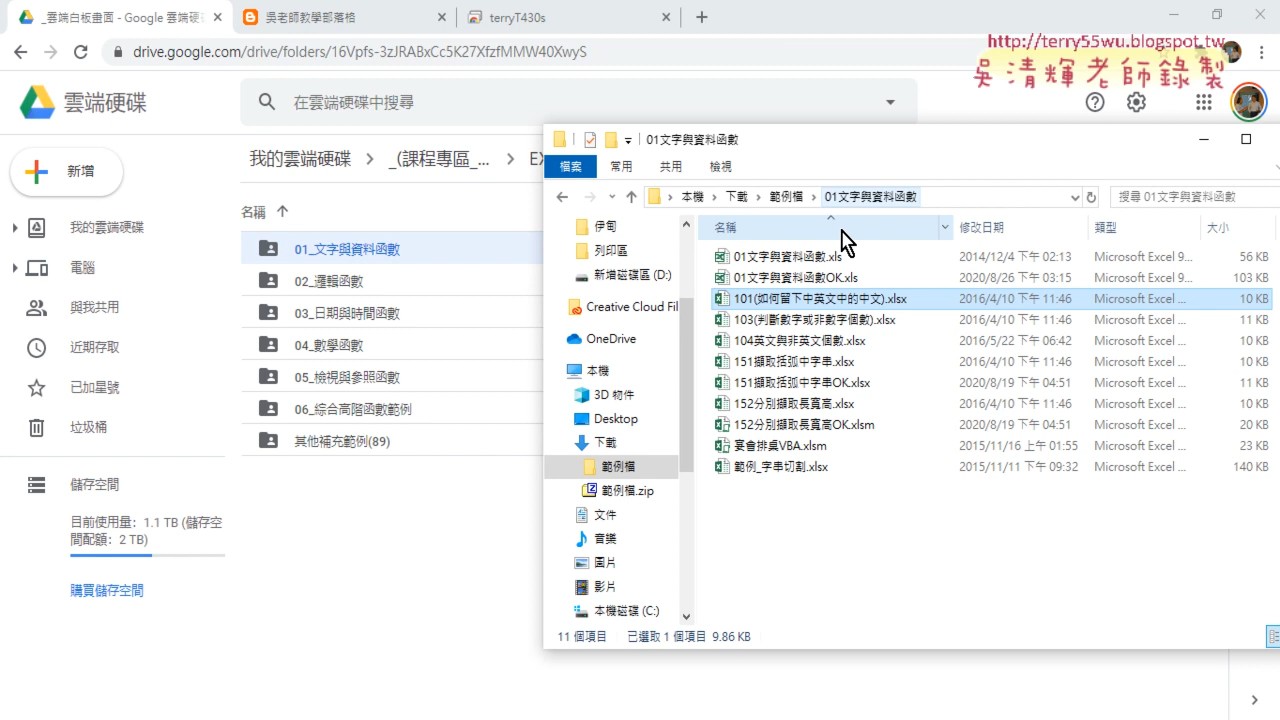 _雲端白板畫面 - Google 雲端硬
吳老師教學部落格
terryT430s
drive.google.com/drive/folders/16Vpfs-3zJRABxCc5K27XfzfMMW40XwyS
http://terry55wu.blogspot.tw
吳清輝老師錄製
雲端硬碟
在雲端硬碟中搜尋
新增
我的雲端硬碟
電腦
與我共用
近期存取
已加星號
垃圾桶
儲存空間
目前使用量：1.1 TB (儲存空
間配額：2 TB)
購買儲存空間
我的雲端硬碟 > _(課程專區_... > EX
名稱
01_文字與資料函數
02_邏輯函數
03_日期與時間函數
04_數學函數
05_檢視與參照函數
06_綜合高階函數範例
其他補充範例(89)
01文字與資料函數
檔案 常用 共用 檢視
本機 > 下載 > 範例檔 > 01文字與資料函數
搜尋 01文字與資料函數
伊甸
列印區
新增磁碟區 (D:)
Creative Cloud Fil
OneDrive
本機
3D 物件
Desktop
下載
範例檔
範例檔.zip
文件
音樂
圖片
影片
本機磁碟 (C:)
名稱 修改日期 類型 大小
01文字與資料函數.xls 2014/12/4 下午 02:13 Microsoft Excel 9... 56 KB
01文字與資料函數OK.xls 2020/8/26 下午 03:15 Microsoft Excel 9... 103 KB
101(如何留下中英文中的中文).xlsx 2016/4/10 下午 11:46 Microsoft Excel ... 10 KB
103(判斷數字或非數字個數).xlsx 2016/4/10 下午 11:46 Microsoft Excel ... 11 KB
104英文與非英文個數.xlsx 2016/5/22 下午 06:42 Microsoft Excel ... 10 KB
151擷取括弧中字串.xlsx 2016/4/10 下午 11:46 Microsoft Excel ... 10 KB
151擷取括弧中字串OK.xlsx 2020/8/19 下午 04:51 Microsoft Excel ... 11 KB
152分別擷取長寬高.xlsx 2016/4/10 下午 11:46 Microsoft Excel ... 10 KB
152分別擷取長寬高OK.xlsm 2020/8/19 下午 04:51 Microsoft Excel ... 20 KB
宴會排桌VBA.xlsm 2015/11/16 上午 01:55 Microsoft Excel ... 23 KB
範例_字串切割.xlsx 2015/11/11 下午 09:32 Microsoft Excel ... 140 KB
11 個項目 已選取 1 個項目 9.86 KB